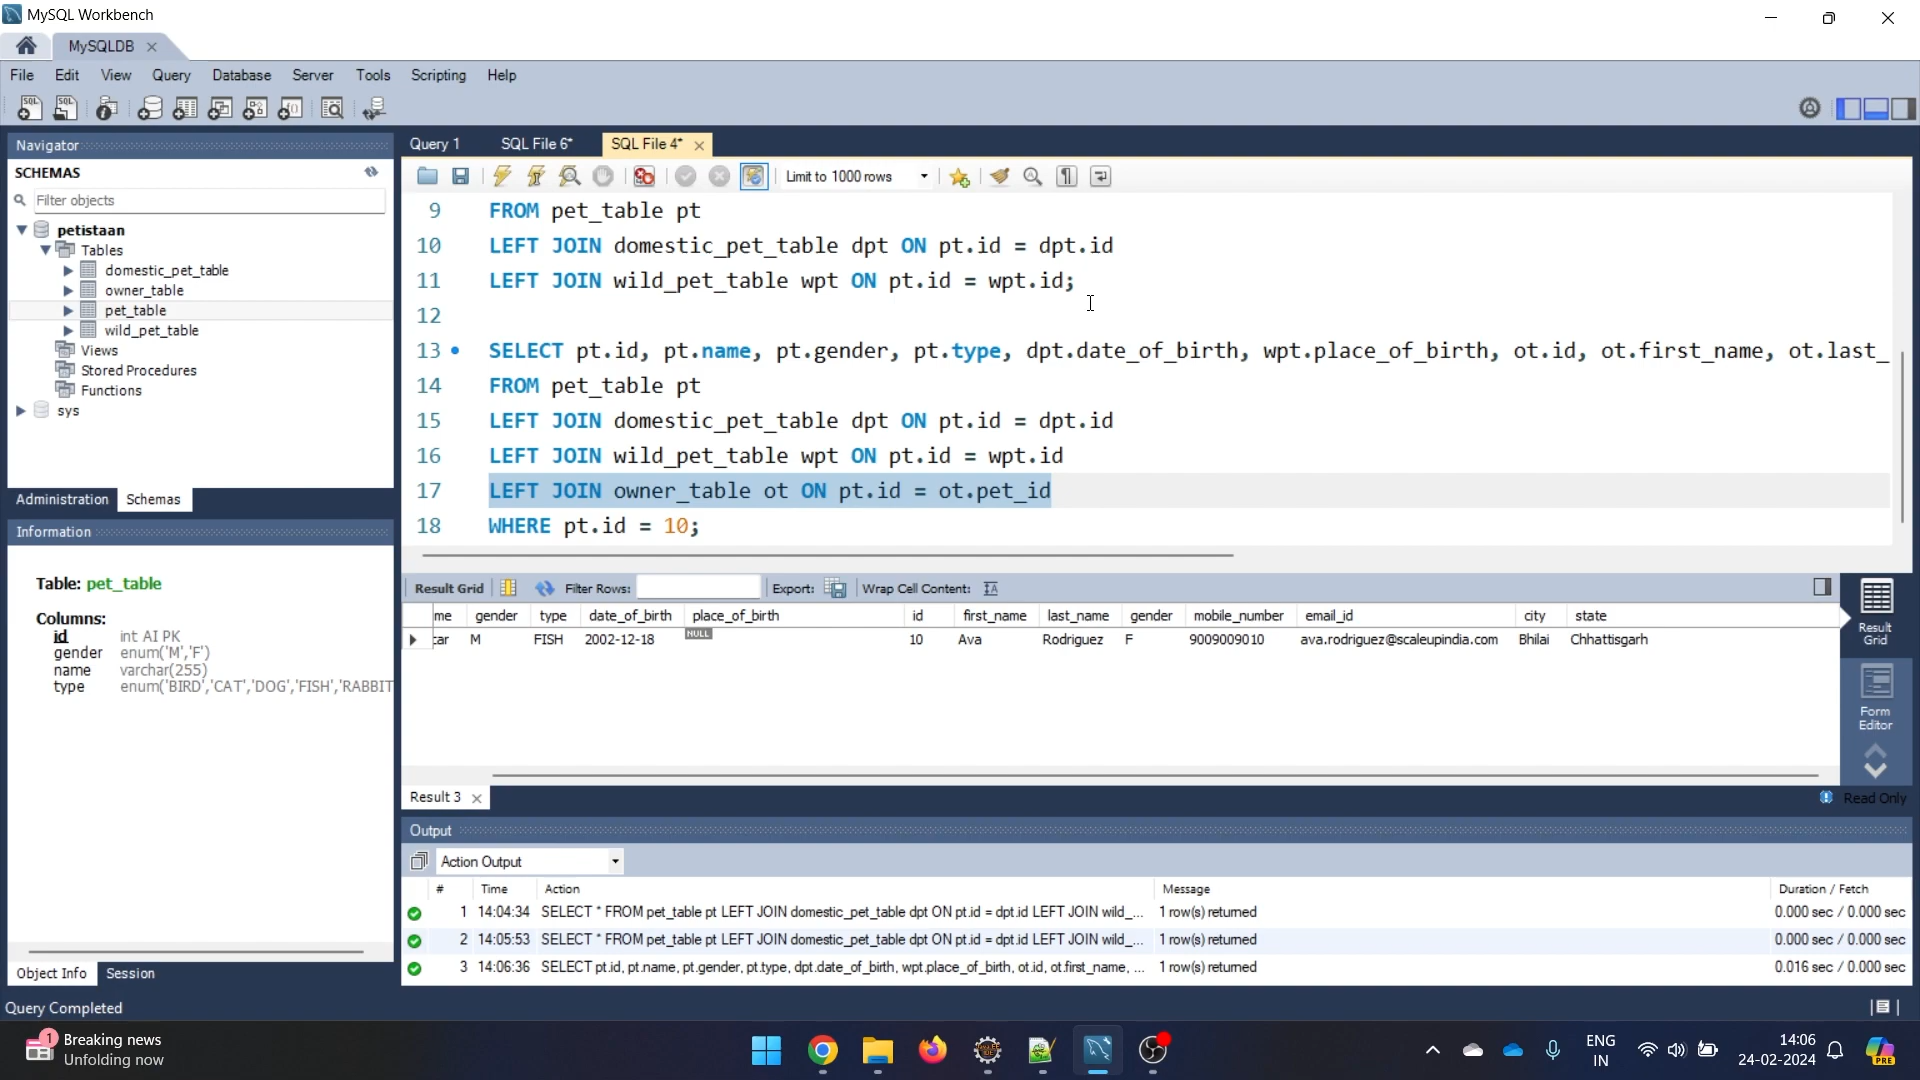 MySQL Workbench
MySQLDB
File Edit View Query Database Server Tools Scripting Help
Navigator
SCHEMAS
Filter objects
petistaan
Tables
domestic_pet_table
owner_table
pet_table
wild_pet_table
Views
Stored Procedures
Functions
sys
Administration Schemas
Information
Table: pet_table
Columns:
id int AI PK
gender enum('M','F')
name varchar(255)
type enum('BIRD','CAT','DOG','FISH','RABBIT
Object Info Session
Query 1 SQL File 6* SQL File 4*
Limit to 1000 rows
9 FROM pet_table pt
10 LEFT JOIN domestic_pet_table dpt ON pt.id = dpt.id
11 LEFT JOIN wild_pet_table wpt ON pt.id = wpt.id;
12
13 SELECT pt.id, pt.name, pt.gender, pt.type, dpt.date_of_birth, wpt.place_of_birth, ot.id, ot.first_name, ot.last_
14 FROM pet_table pt
15 LEFT JOIN domestic_pet_table dpt ON pt.id = dpt.id
16 LEFT JOIN wild_pet_table wpt ON pt.id = wpt.id
17 LEFT JOIN owner_table ot ON pt.id = ot.pet_id
18 WHERE pt.id = 10;
Result Grid Filter Rows: Export: Wrap Cell Content:
me gender type date_of_birth place_of_birth id first_name last_name gender mobile_number email_id city state
car M FISH 2002-12-18 NULL 10 Ava Rodriguez F 9009009010 ava.rodriguez@scaleupindia.com Bhilai Chhattisgarh
Result
Grid
Form
Editor
Result 3
Read Only
Output
Action Output
# Time Action Message Duration / Fetch
1 14:04:34 SELECT * FROM pet_table pt LEFT JOIN domestic_pet_table dpt ON pt.id = dpt.id LEFT JOIN wild_... 1 row(s) returned 0.000 sec / 0.000 sec
2 14:05:53 SELECT * FROM pet_table pt LEFT JOIN domestic_pet_table dpt ON pt.id = dpt.id LEFT JOIN wild_... 1 row(s) returned 0.000 sec / 0.000 sec
3 14:06:36 SELECT pt.id, pt.name, pt.gender, pt.type, dpt.date_of_birth, wpt.place_of_birth, ot.id, ot.first_name, ... 1 row(s) returned 0.016 sec / 0.000 sec
Query Completed
1
Breaking news
Unfolding now
ENG
IN
14:06
24-02-2024
PRE